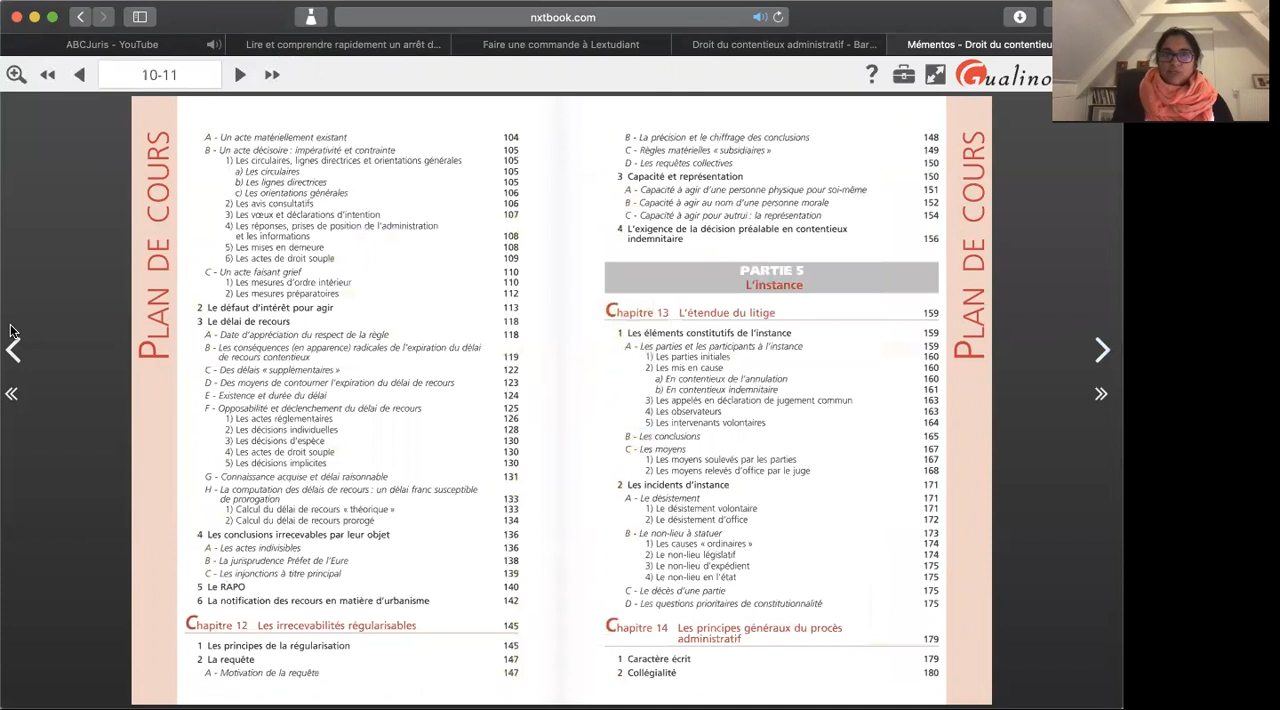 nxtbook.com
ABCJuris - YouTube
Lire et comprendre rapidement un arrêt d...
Faire une commande à Lextudiant
Droit du contentieux administratif - Bar...
Mémentos - Droit du contentieu
10-11
?
Gualino
PLAN DE COURS
A - Un acte matériellement existant 104
B - Un acte décisoire : impérativité et contrainte 105
1) Les circulaires, lignes directrices et orientations générales 105
a) Les circulaires 105
b) Les lignes directrices 105
c) Les orientations générales 106
2) Les avis consultatifs 106
3) Les vœux et déclarations d'intention 107
4) Les réponses, prises de position de l'administration
et les informations 108
5) Les mises en demeure 108
6) Les actes de droit souple 109
C - Un acte faisant grief 110
1) Les mesures d'ordre intérieur 110
2) Les mesures préparatoires 112
2 Le défaut d'intérêt pour agir 113
3 Le délai de recours 118
A - Date d'appréciation du respect de la règle 118
B - Les conséquences (en apparence) radicales de l'expiration du délai
de recours contentieux 119
C - Des délais « supplémentaires » 122
D - Des moyens de contourner l'expiration du délai de recours 123
E - Existence et durée du délai 124
F - Opposabilité et déclenchement du délai de recours 125
1) Les actes réglementaires 126
2) Les décisions individuelles 128
3) Les décisions d'espèce 130
4) Les actes de droit souple 130
5) Les décisions implicites 130
G - Connaissance acquise et délai raisonnable 131
H - La computation des délais de recours : un délai franc susceptible
de prorogation 133
1) Calcul du délai de recours « théorique » 133
2) Calcul du délai de recours prorogé 134
4 Les conclusions irrecevables par leur objet 136
A - Les actes indivisibles 136
B - La jurisprudence Préfet de l'Eure 138
C - Les injonctions à titre principal 139
5 Le RAPO 140
6 La notification des recours en matière d'urbanisme 142
Chapitre 12 Les irrecevabilités régularisables 145
1 Les principes de la régularisation 145
2 La requête 147
A - Motivation de la requête 147
B - La précision et le chiffrage des conclusions 148
C - Règles matérielles « subsidiaires » 149
D - Les requêtes collectives 150
3 Capacité et représentation 150
A - Capacité à agir d'une personne physique pour soi-même 151
B - Capacité à agir au nom d'une personne morale 152
C - Capacité à agir pour autrui : la représentation 154
4 L'exigence de la décision préalable en contentieux
indemnitaire 156
PARTIE 5
L'instance
Chapitre 13 L'étendue du litige 159
1 Les éléments constitutifs de l'instance 159
A - Les parties et les participants à l'instance 159
1) Les parties initiales 160
2) Les mis en cause 160
a) En contentieux de l'annulation 160
b) En contentieux indemnitaire 161
3) Les appelés en déclaration de jugement commun 163
4) Les observateurs 163
5) Les intervenants volontaires 164
B - Les conclusions 165
C - Les moyens 167
1) Les moyens soulevés par les parties 167
2) Les moyens relevés d'office par le juge 168
2 Les incidents d'instance 171
A - Le désistement 171
1) Le désistement volontaire 171
2) Le désistement d'office 172
B - Le non-lieu à statuer 173
1) Les causes « ordinaires » 174
2) Le non-lieu législatif 174
3) Le non-lieu d'expédient 175
4) Le non-lieu en l'état 175
C - Le décès d'une partie 175
D - Les questions prioritaires de constitutionnalité 175
Chapitre 14 Les principes généraux du procès
administratif 179
1 Caractère écrit 179
2 Collégialité 180
PLAN DE COURS